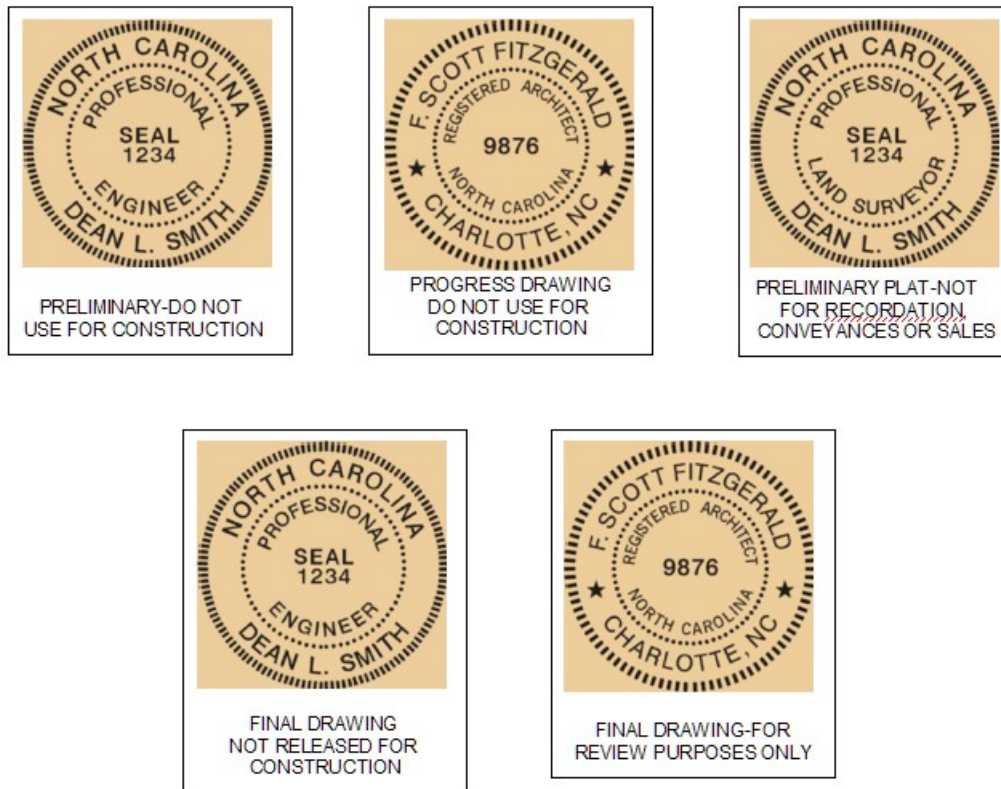 NORTH CAROLINA
PROFESSIONAL
SEAL
1234
ENGINEER
DEAN L. SMITH
PRELIMINARY-DO NOT
USE FOR CONSTRUCTION
F. SCOTT FITZGERALD
REGISTERED ARCHITECT
9876
NORTH CAROLINA
CHARLOTTE, NC
PROGRESS DRAWING
DO NOT USE FOR
CONSTRUCTION
NORTH CAROLINA
PROFESSIONAL
SEAL
1234
LAND SURVEYOR
DEAN L. SMITH
PRELIMINARY PLAT-NOT
FOR RECORDATION,
CONVEYANCES OR SALES
NORTH CAROLINA
PROFESSIONAL
SEAL
1234
ENGINEER
DEAN L. SMITH
FINAL DRAWING
NOT RELEASED FOR
CONSTRUCTION
F. SCOTT FITZGERALD
REGISTERED ARCHITECT
9876
NORTH CAROLINA
CHARLOTTE, NC
FINAL DRAWING-FOR
REVIEW PURPOSES ONLY